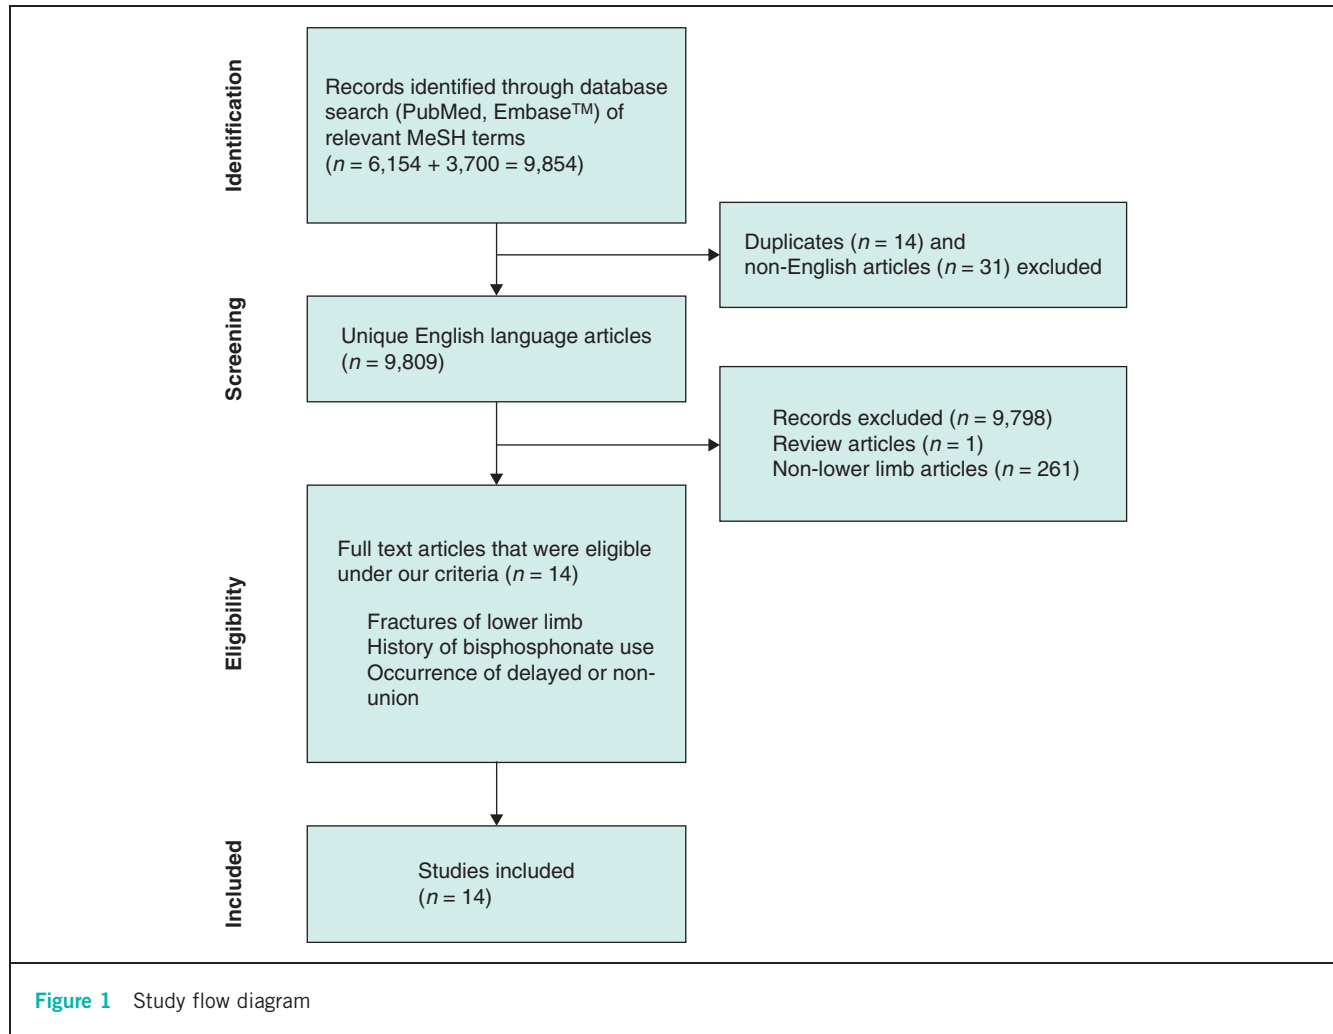 Identification
Records identified through database
search (PubMed, Embase™) of
relevant MeSH terms
(n = 6,154 + 3,700 = 9,854)
Duplicates (n = 14) and
non-English articles (n = 31) excluded
Screening
Unique English language articles
(n = 9,809)
Records excluded (n = 9,798)
Review articles (n = 1)
Non-lower limb articles (n = 261)
Eligibility
Full text articles that were eligible
under our criteria (n = 14)
Fractures of lower limb
History of bisphosphonate use
Occurrence of delayed or non-
union
Included
Studies included
(n = 14)
Figure 1 Study flow diagram